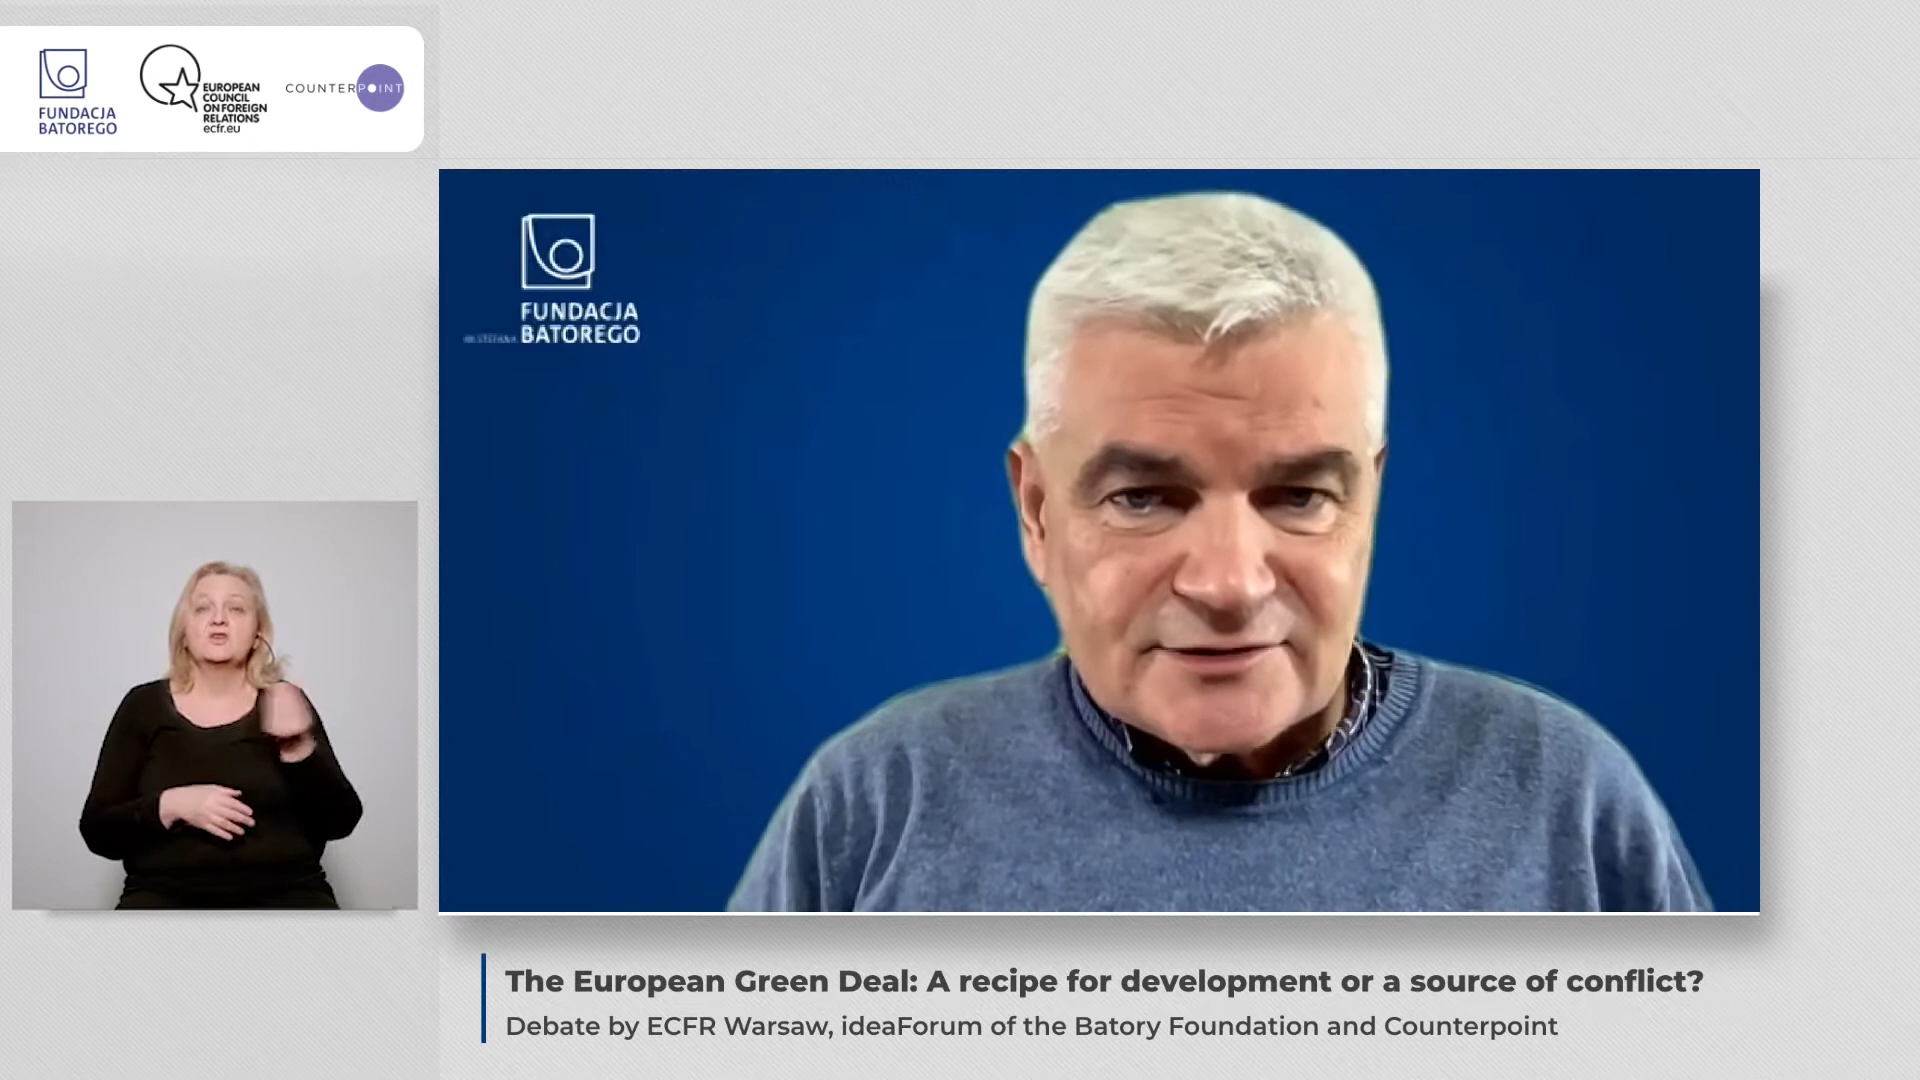 FUNDACJA
BATOREGO
EUROPEAN
COUNCIL
ON FOREIGN
RELATIONS
ecfr.eu
COUNTERPOINT
FUNDACJA
BATOREGO
The European Green Deal: A recipe for development or a source of conflict?
Debate by ECFR Warsaw, ideaForum of the Batory Foundation and Counterpoint